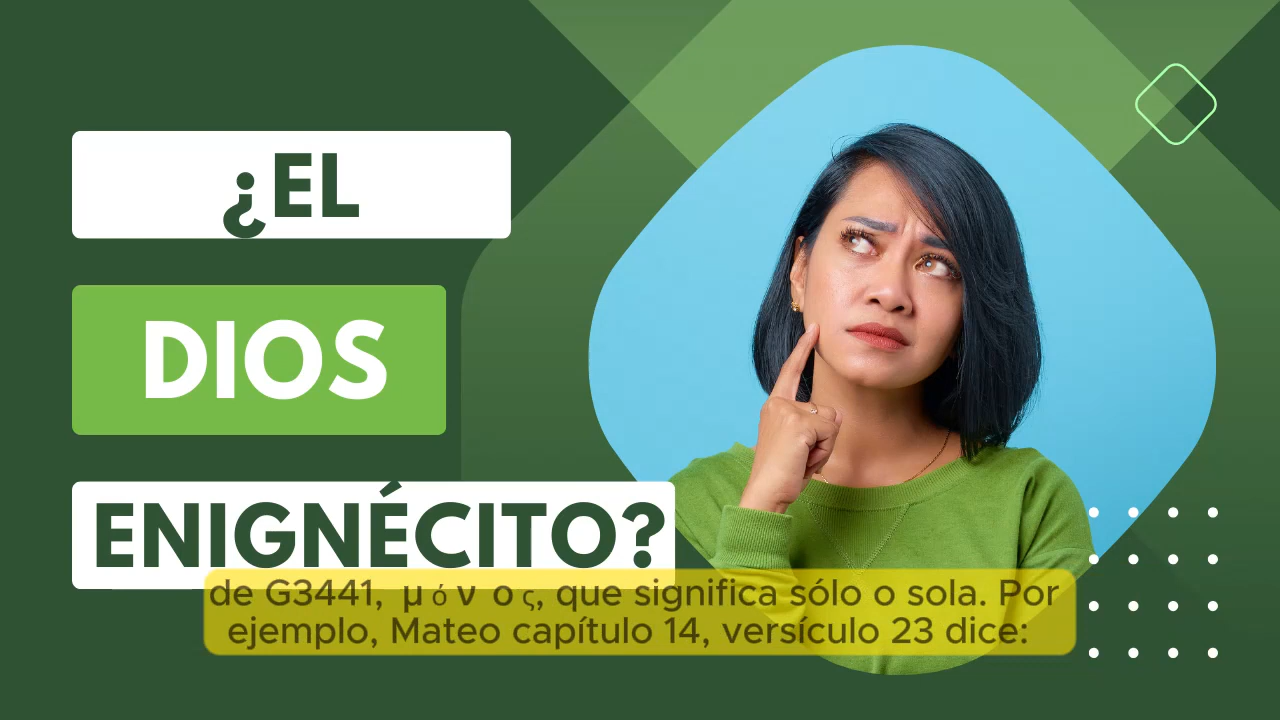 ¿EL
DIOS
ENIGNÉCITO?
de G3441, μόνος, que significa sólo o sola. Por
ejemplo, Mateo capítulo 14, versículo 23 dice: